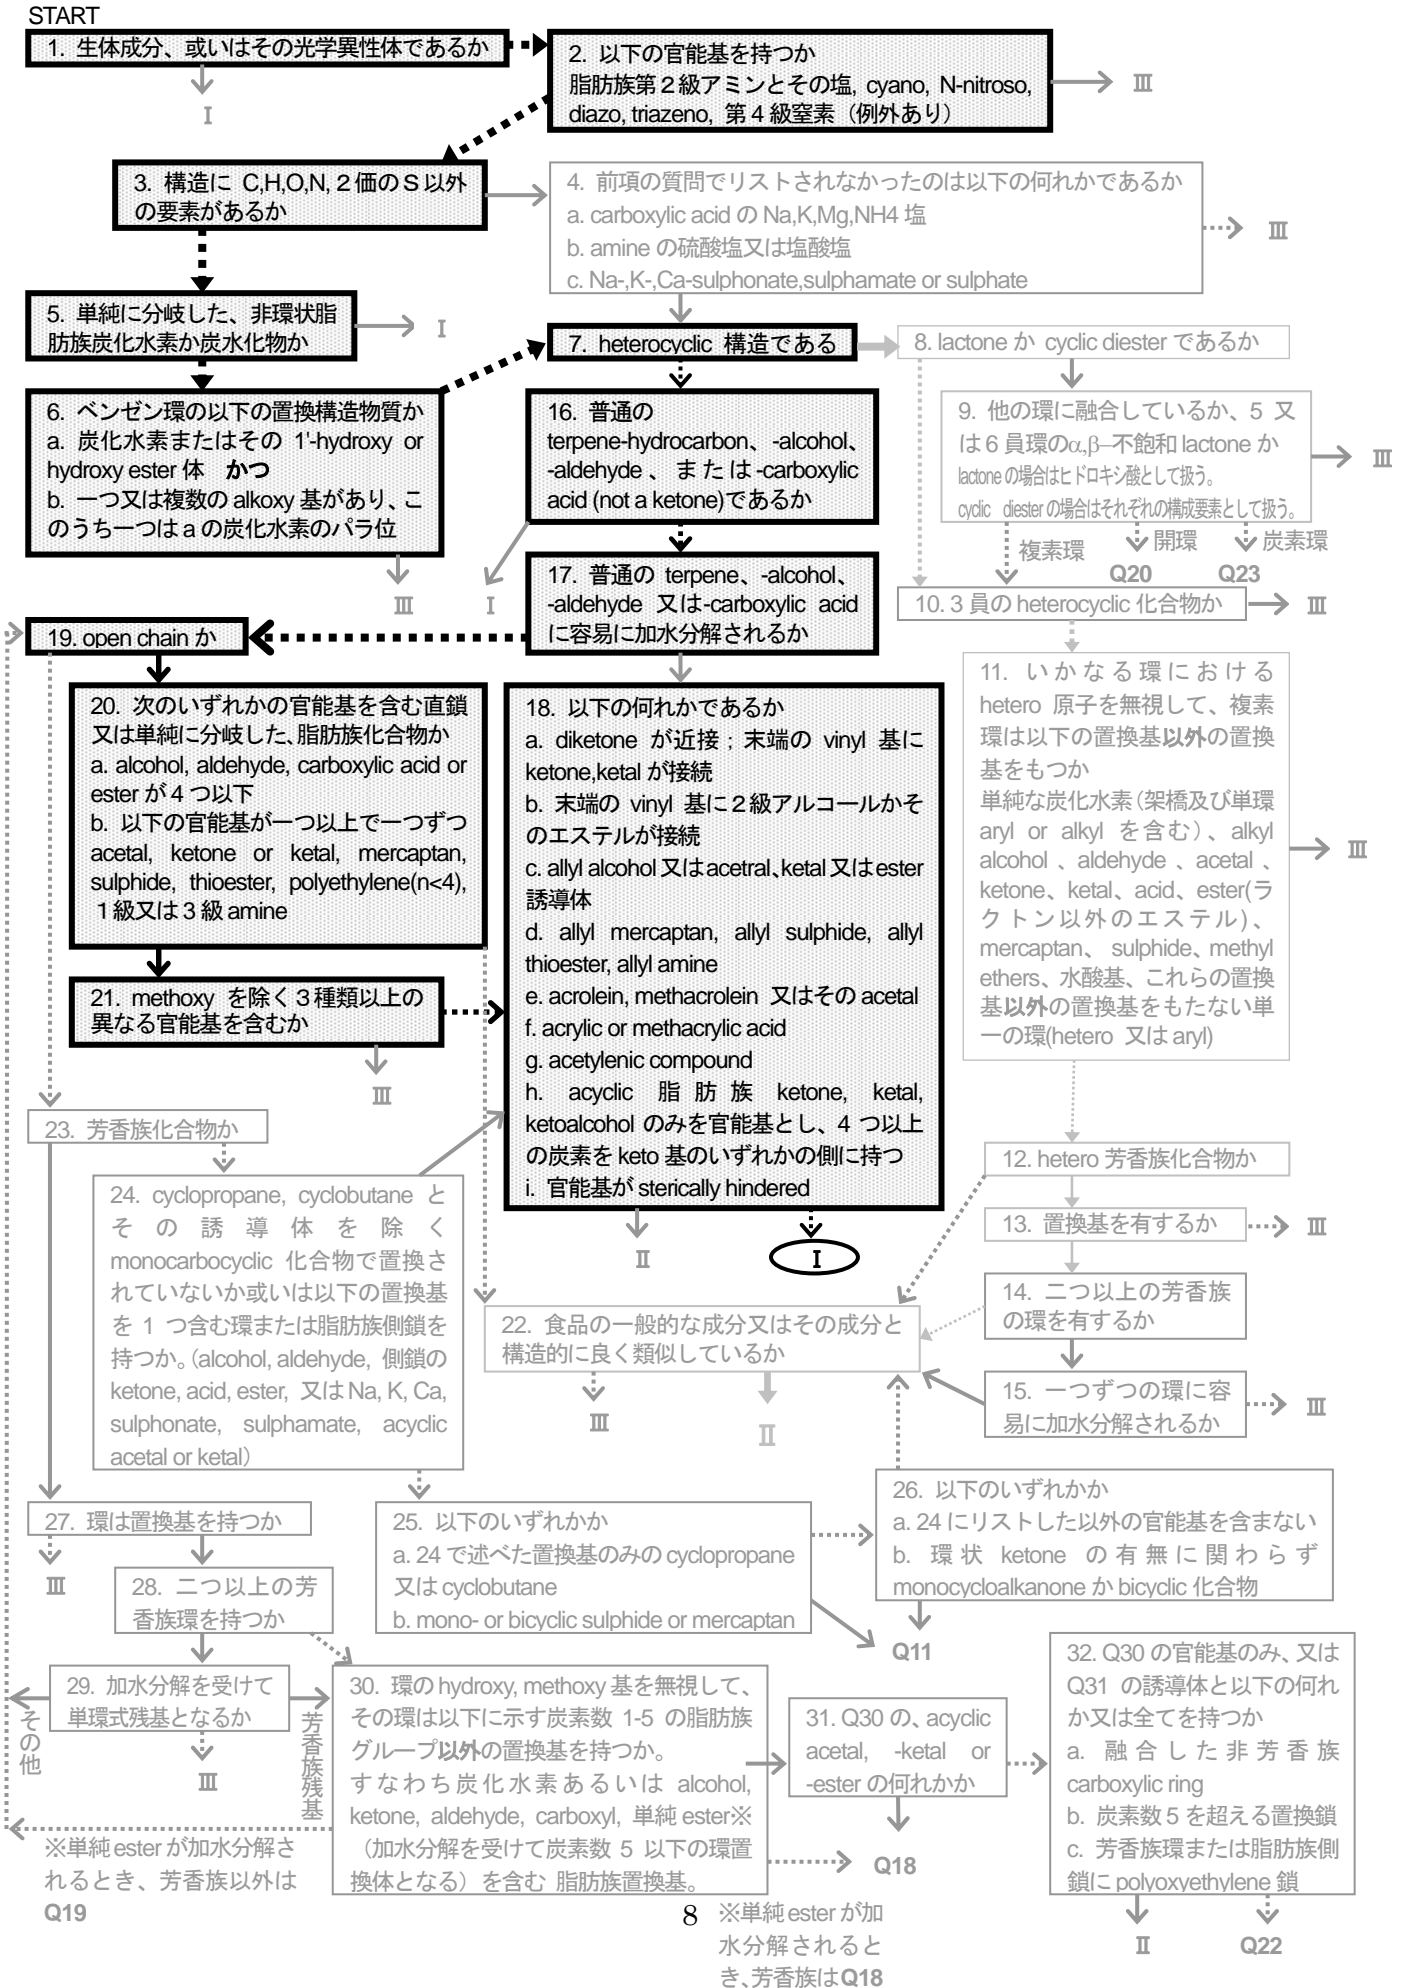 START
1. 生体成分、或いはその光学異性体であるか
I
2. 以下の官能基を持つか
脂肪族第２級アミンとその塩, cyano, N-nitroso,
diazo, triazeno, 第４級窒素（例外あり）
III
3. 構造に C,H,O,N, ２価のＳ以外
の要素があるか
4. 前項の質問でリストされなかったのは以下の何れかであるか
a. carboxylic acid の Na,K,Mg,NH4 塩
b. amine の硫酸塩又は塩酸塩
c. Na-,K-,Ca-sulphonate,sulphamate or sulphate
III
5. 単純に分岐した、非環状脂
肪族炭化水素か炭水化物か
I
6. ベンゼン環の以下の置換構造物質か
a. 炭化水素またはその 1'-hydroxy or
hydroxy ester 体　かつ
b. 一つ又は複数の alkoxy 基があり、こ
のうち一つは a の炭化水素のパラ位
III
7. heterocyclic 構造である
8. lactone か cyclic diester であるか
9. 他の環に融合しているか、５又
は６員環のα,β–不飽和 lactone か
lactone の場合はヒドロキシ酸として扱う。
cyclic diester の場合はそれぞれの構成要素として扱う。
III
複素環
開環
炭素環
Q20
Q23
10. 3 員の heterocyclic 化合物か
III
16. 普通の
terpene-hydrocarbon、-alcohol、
-aldehyde 、または-carboxylic
acid (not a ketone)であるか
I
17. 普通の terpene、-alcohol、
-aldehyde 又は-carboxylic acid
に容易に加水分解されるか
19. open chain か
11. いかなる環における
hetero 原子を無視して、複素
環は以下の置換基以外の置換
基をもつか
単純な炭化水素（架橋及び単環
aryl or alkyl を含む）、alkyl
alcohol 、aldehyde 、acetal 、
ketone、ketal、acid、ester(ラ
クトン以外のエステル)、
mercaptan、 sulphide、methyl
ethers、水酸基、これらの置換
基以外の置換基をもたない単
一の環(hetero 又は aryl)
III
20. 次のいずれかの官能基を含む直鎖
又は単純に分岐した、脂肪族化合物か
a. alcohol, aldehyde, carboxylic acid or
ester が４つ以下
b. 以下の官能基が一つ以上で一つずつ
acetal, ketone or ketal, mercaptan,
sulphide, thioester, polyethylene(n<4),
１級又は３級 amine
18. 以下の何れかであるか
a. diketone が近接；末端の vinyl 基に
ketone,ketal が接続
b. 末端の vinyl 基に２級アルコールかそ
のエステルが接続
c. allyl alcohol 又は acetral、ketal 又は ester
誘導体
d. allyl mercaptan, allyl sulphide, allyl
thioester, allyl amine
e. acrolein, methacrolein 又はその acetal
f. acrylic or methacrylic acid
g. acetylenic compound
h. acyclic 脂肪族 ketone, ketal,
ketoalcohol のみを官能基とし、４つ以上
の炭素を keto 基のいずれかの側に持つ
i. 官能基が sterically hindered
II
I
21. methoxy を除く３種類以上の
異なる官能基を含むか
III
23. 芳香族化合物か
24. cyclopropane, cyclobutane と
その誘導体を除く
monocarbocyclic 化合物で置換さ
れていないか或いは以下の置換基
を 1 つ含む環または脂肪族側鎖を
持つか。(alcohol, aldehyde, 側鎖の
ketone, acid, ester, 又は Na, K, Ca,
sulphonate, sulphamate, acyclic
acetal or ketal）
12. hetero 芳香族化合物か
13. 置換基を有するか
III
14. 二つ以上の芳香族
の環を有するか
22. 食品の一般的な成分又はその成分と
構造的に良く類似しているか
III
II
15. 一つずつの環に容
易に加水分解されるか
III
26. 以下のいずれかか
a. 24 にリストした以外の官能基を含まない
b. 環状 ketone の有無に関わらず
monocycloalkanone か bicyclic 化合物
25. 以下のいずれかか
a. 24 で述べた置換基のみの cyclopropane
又は cyclobutane
b. mono- or bicyclic sulphide or mercaptan
Q11
27. 環は置換基を持つか
III
28. 二つ以上の芳
香族環を持つか
29. 加水分解を受けて
単環式残基となるか
その他
芳香族残基
III
30. 環の hydroxy, methoxy 基を無視して、
その環は以下に示す炭素数 1-5 の脂肪族
グループ以外の置換基を持つか。
すなわち炭化水素あるいは alcohol,
ketone, aldehyde, carboxyl, 単純 ester※
（加水分解を受けて炭素数 5 以下の環置
換体となる）を含む 脂肪族置換基。
31. Q30 の、acyclic
acetal, -ketal or
-ester の何れかか
Q18
32. Q30 の官能基のみ、又は
Q31 の誘導体と以下の何れ
か又は全てを持つか
a. 融合した非芳香族
carboxylic ring
b. 炭素数 5 を超える置換鎖
c. 芳香族環または脂肪族側
鎖に polyoxyethylene 鎖
II
Q22
※単純 ester が加水分解さ
れるとき、芳香族以外は
Q19
8
※単純 ester が加
水分解されると
き、芳香族は Q18